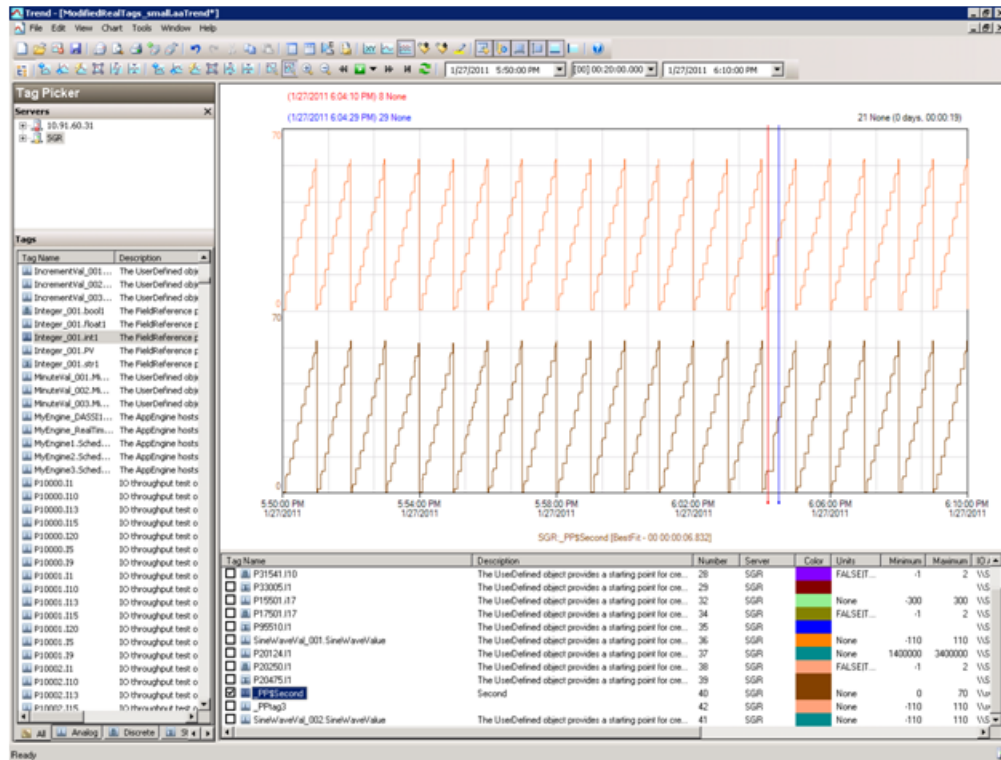 Trend - [ModifiedRealTags_small.aaTrend*]
File Edit View Chart Tools Window Help
1/27/2011 5:50:00 PM [00] 00:20:00.000 1/27/2011 6:10:00 PM
Tag Picker
Servers
10.91.60.31
SGR
Tags
Tag Name Description
IncrementVal_001... The UserDefined obje
IncrementVal_002... The UserDefined obje
IncrementVal_003... The UserDefined obje
Integer_001.bool1 The FieldReference p
Integer_001.float1 The FieldReference p
Integer_001.int1 The FieldReference p
Integer_001.PV The FieldReference p
Integer_001.str1 The FieldReference p
MinuteVal_001.Mi... The UserDefined obje
MinuteVal_002.Mi... The UserDefined obje
MinuteVal_003.Mi... The UserDefined obje
MyEngine_DASSI1... The AppEngine hosts
MyEngine_RealTim... The AppEngine hosts
MyEngine1.Sched... The AppEngine hosts
MyEngine2.Sched... The AppEngine hosts
MyEngine3.Sched... The AppEngine hosts
P10000.I1 IO throughput test o
P10000.I10 IO throughput test o
P10000.I13 IO throughput test o
P10000.I15 IO throughput test o
P10000.I20 IO throughput test o
P10000.I5 IO throughput test o
P10000.I9 IO throughput test o
P10001.I1 IO throughput test o
P10001.I10 IO throughput test o
P10001.I13 IO throughput test o
P10001.I15 IO throughput test o
P10001.I20 IO throughput test o
P10001.I5 IO throughput test o
P10001.I9 IO throughput test o
P10002.I1 IO throughput test o
P10002.I10 IO throughput test o
P10002.I13 IO throughput test o
P10002.I15 IO throughput test o
All Analog Discrete
(1/27/2011 6:04:10 PM) 8 None
(1/27/2011 6:04:29 PM) 29 None 21 None (0 days, 00:00:19)
70
0
70
0
5:50:00 PM 5:54:00 PM 5:58:00 PM 6:02:00 PM 6:06:00 PM 6:10:00 PM
1/27/2011 1/27/2011 1/27/2011 1/27/2011 1/27/2011 1/27/2011
SGR._PP$Second [BestFit - 00 00:00:06.832]
Tag Name Description Number Server Color Units Minimum Maximum
P31541.I10 The UserDefined object provides a starting point for cre... 28 SGR FALSE|T... -1 2
P33005.I1 The UserDefined object provides a starting point for cre... 29 SGR
P15501.I17 The UserDefined object provides a starting point for cre... 32 SGR None -300 300
P17501.I17 The UserDefined object provides a starting point for cre... 34 SGR FALSE|T... -1 2
P95510.I1 The UserDefined object provides a starting point for cre... 35 SGR
SineWaveVal_001.SineWaveValue The UserDefined object provides a starting point for cre... 36 SGR None -110 110
P20124.I1 The UserDefined object provides a starting point for cre... 37 SGR None 1400000 3400000
P20250.I1 The UserDefined object provides a starting point for cre... 38 SGR FALSE|T... -1 2
P20475.I1 The UserDefined object provides a starting point for cre... 39 SGR
_PP$Second Second 40 SGR None 0 70
_PPtag3 42 SGR None -110 110
SineWaveVal_002.SineWaveValue The UserDefined object provides a starting point for cre... 41 SGR None -110 110
Ready